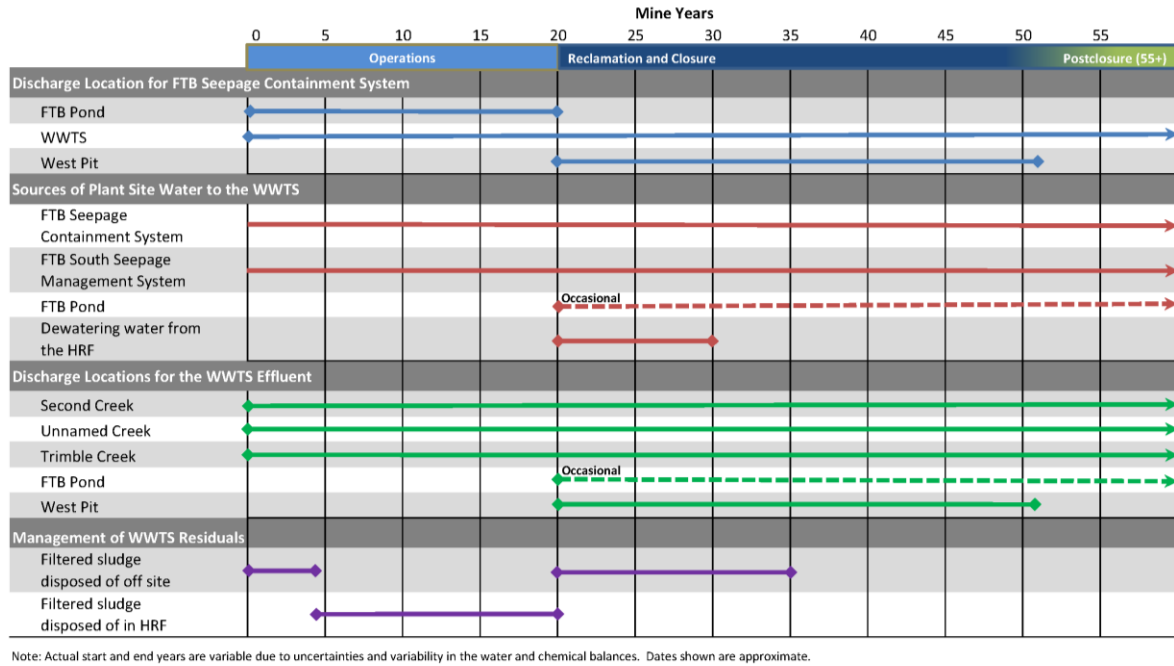 Mine Years
0 5 10 15 20 25 30 35 40 45 50 55
Operations Reclamation and Closure Postclosure (55+)
Discharge Location for FTB Seepage Containment System
FTB Pond
WWTS
West Pit
Sources of Plant Site Water to the WWTS
FTB Seepage
Containment System
FTB South Seepage
Management System
FTB Pond Occasional
Dewatering water from
the HRF
Discharge Locations for the WWTS Effluent
Second Creek
Unnamed Creek
Trimble Creek
FTB Pond Occasional
West Pit
Management of WWTS Residuals
Filtered sludge
disposed of off site
Filtered sludge
disposed of in HRF
Note: Actual start and end years are variable due to uncertainties and variability in the water and chemical balances. Dates shown are approximate.